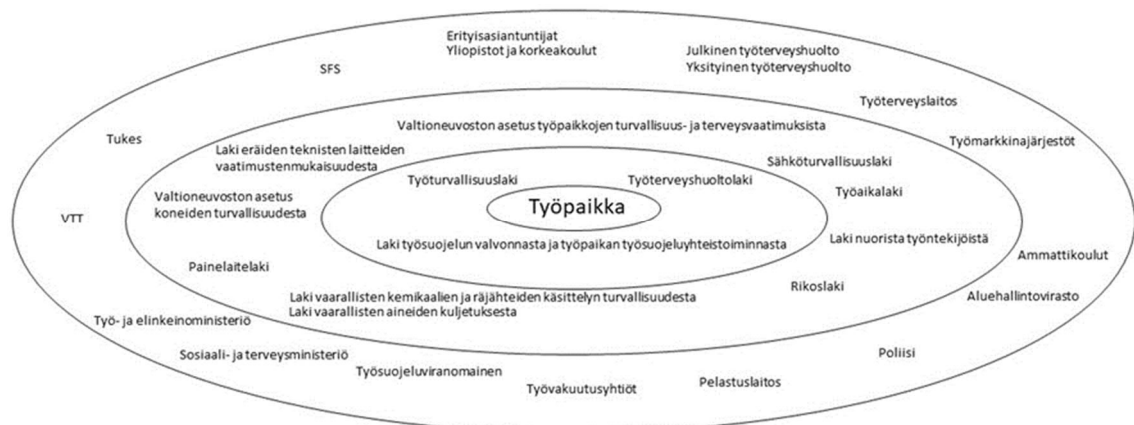 Erityisasiantuntijat
Yliopistot ja korkeakoulut
Julkinen työterveyshuolto
Yksityinen työterveyshuolto
SFS
Työterveyslaitos
Tukes
Valtioneuvoston asetus työpaikkojen turvallisuus- ja terveysvaatimuksista
Työmarkkinajärjestöt
Laki eräiden teknisten laitteiden
vaatimustenmukaisuudesta
Sähköturvallisuuslaki
Työturvallisuuslaki
Työterveyshuoltolaki
Työaikalaki
Valtioneuvoston asetus
koneiden turvallisuudesta
Työpaikka
VTT
Laki nuorista työntekijöistä
Laki työsuojelun valvonnasta ja työpaikan työsuojeluyhteistoiminnasta
Ammattikoulut
Painelaitelaki
Rikoslaki
Laki vaarallisten kemikaalien ja räjähteiden käsittelyn turvallisuudesta
Laki vaarallisten aineiden kuljetuksesta
Aluehallintovirasto
Työ- ja elinkeinoministeriö
Sosiaali- ja terveysministeriö
Poliisi
Työsuojeluviranomainen
Työvakuutusyhtiöt
Pelastuslaitos